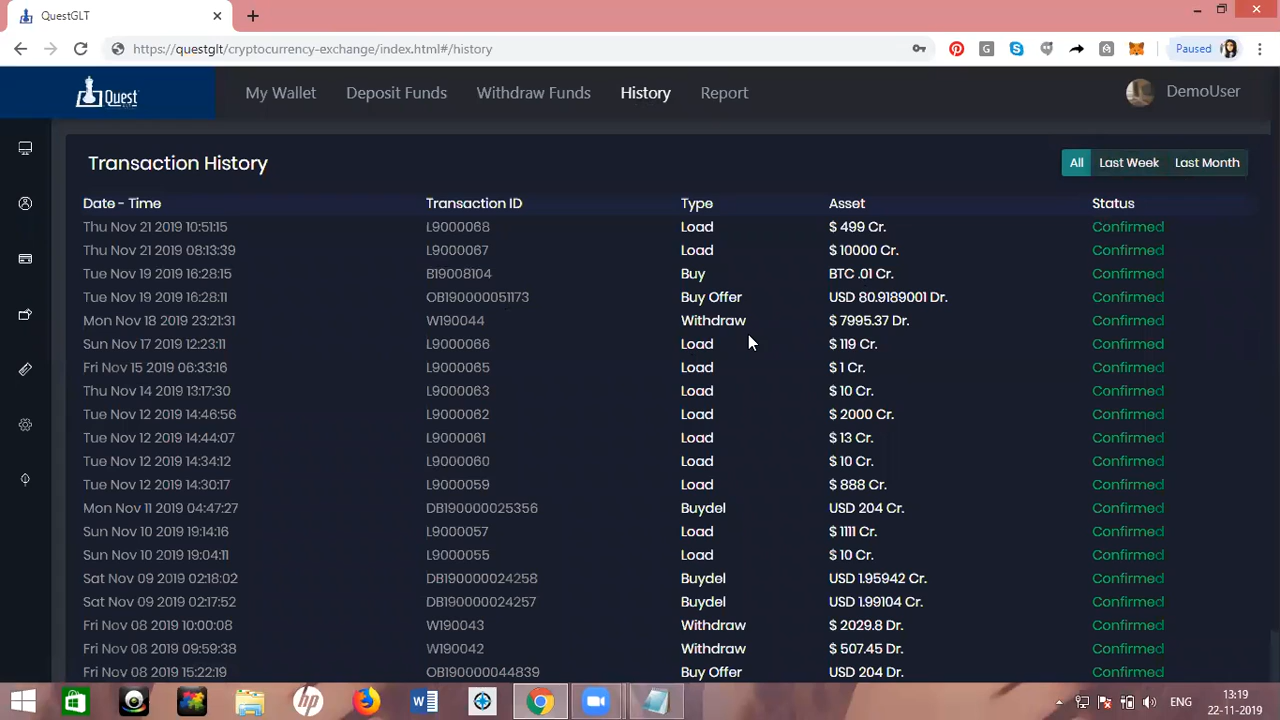 QuestGLT
https://questglt/cryptocurrency-exchange/index.html#/history
Paused
Quest
My Wallet Deposit Funds Withdraw Funds History Report DemoUser
Transaction History All Last Week Last Month
Date - Time Transaction ID Type Asset Status
Thu Nov 21 2019 10:51:15 L9000068 Load $ 499 Cr. Confirmed
Thu Nov 21 2019 08:13:39 L9000067 Load $ 10000 Cr. Confirmed
Tue Nov 19 2019 16:28:15 B19008104 Buy BTC .01 Cr. Confirmed
Tue Nov 19 2019 16:28:11 OB190000051173 Buy Offer USD 80.9189001 Dr. Confirmed
Mon Nov 18 2019 23:21:31 W190044 Withdraw $ 7995.37 Dr. Confirmed
Sun Nov 17 2019 12:23:11 L9000066 Load $ 119 Cr. Confirmed
Fri Nov 15 2019 06:33:16 L9000065 Load $ 1 Cr. Confirmed
Thu Nov 14 2019 13:17:30 L9000063 Load $ 10 Cr. Confirmed
Tue Nov 12 2019 14:46:56 L9000062 Load $ 2000 Cr. Confirmed
Tue Nov 12 2019 14:44:07 L9000061 Load $ 13 Cr. Confirmed
Tue Nov 12 2019 14:34:12 L9000060 Load $ 10 Cr. Confirmed
Tue Nov 12 2019 14:30:17 L9000059 Load $ 888 Cr. Confirmed
Mon Nov 11 2019 04:47:27 DB190000025356 Buydel USD 204 Cr. Confirmed
Sun Nov 10 2019 19:14:16 L9000057 Load $ 1111 Cr. Confirmed
Sun Nov 10 2019 19:04:11 L9000055 Load $ 10 Cr. Confirmed
Sat Nov 09 2019 02:18:02 DB190000024258 Buydel USD 1.95942 Cr. Confirmed
Sat Nov 09 2019 02:17:52 DB190000024257 Buydel USD 1.99104 Cr. Confirmed
Fri Nov 08 2019 10:00:08 W190043 Withdraw $ 2029.8 Dr. Confirmed
Fri Nov 08 2019 09:59:38 W190042 Withdraw $ 507.45 Dr. Confirmed
Fri Nov 08 2019 15:22:19 OB190000044839 Buy Offer USD 204 Dr. Confirmed
ENG
13:19
22-11-2019